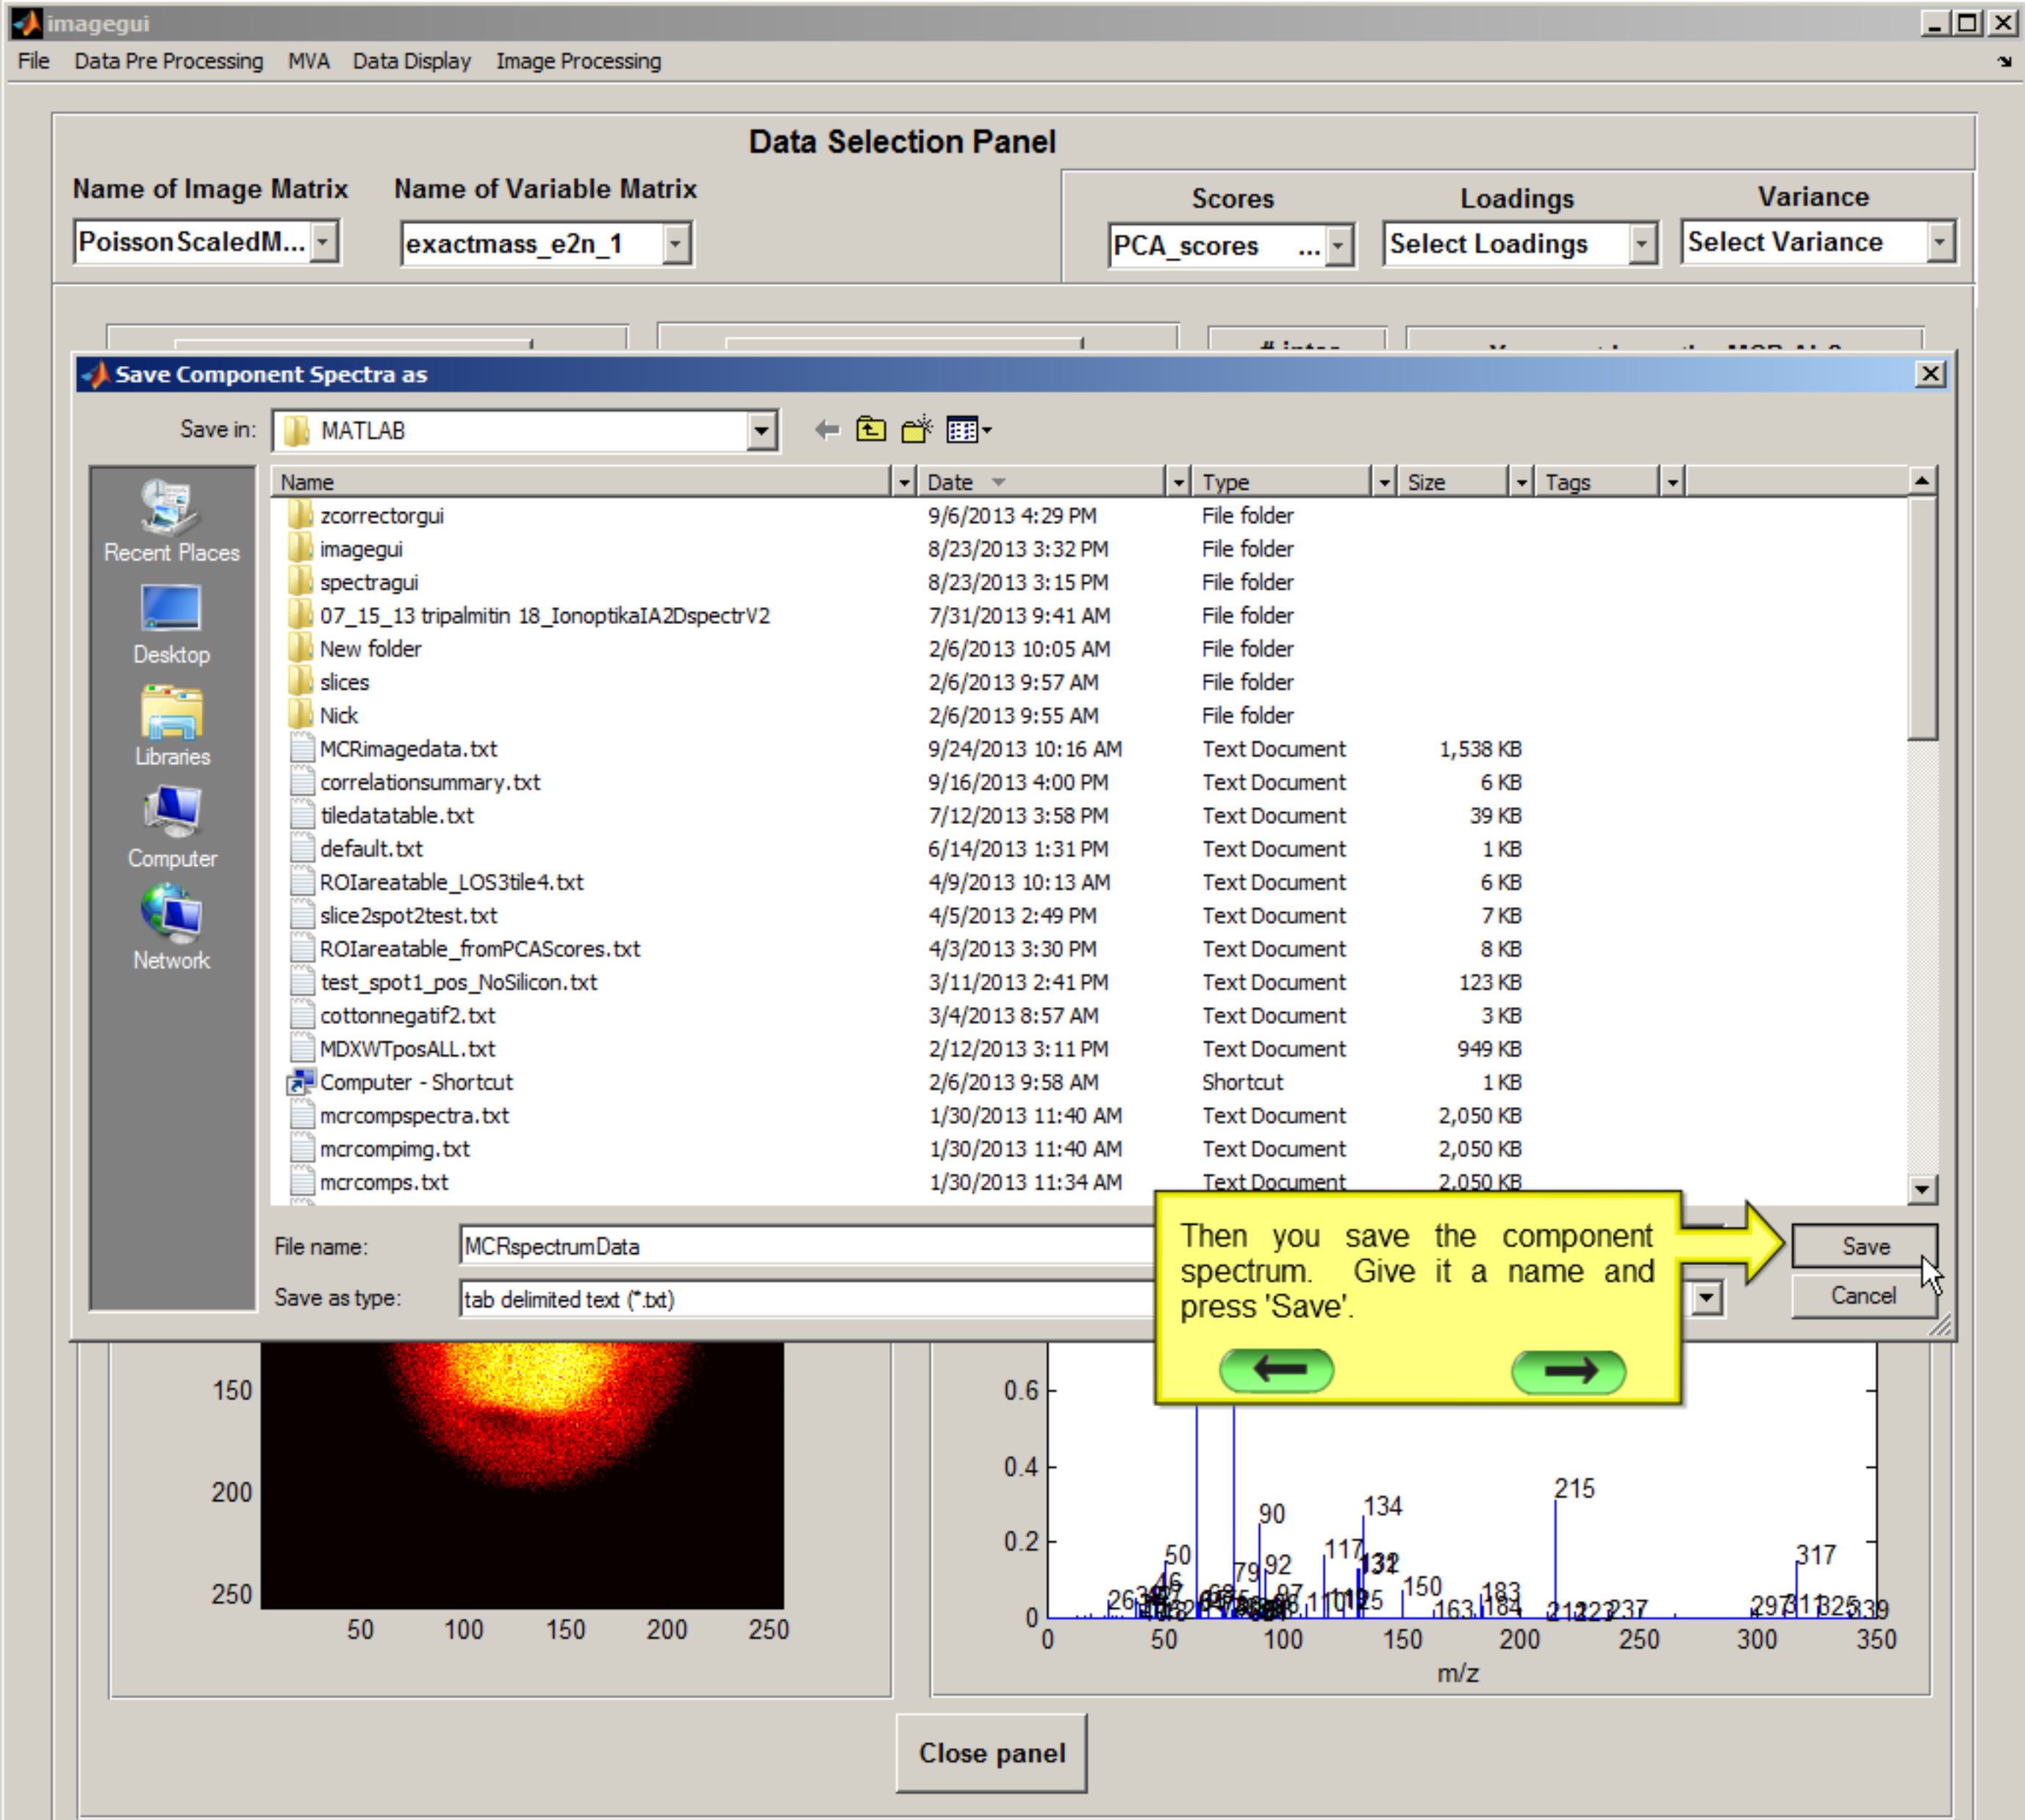 imagegui
File Data Pre Processing MVA Data Display Image Processing
Data Selection Panel
Name of Image Matrix Name of Variable Matrix
Scores Loadings Variance
PoissonScaledM... exactmass_e2n_1
PCA_scores ... Select Loadings Select Variance
Save Component Spectra as
Save in: MATLAB
Name Date Type Size Tags
zcorrectorgui 9/6/2013 4:29 PM File folder
imagegui 8/23/2013 3:32 PM File folder
spectragui 8/23/2013 3:15 PM File folder
07_15_13 tripalmitin 18_IonoptikaIA2DspectrV2 7/31/2013 9:41 AM File folder
New folder 2/6/2013 10:05 AM File folder
slices 2/6/2013 9:57 AM File folder
Nick 2/6/2013 9:55 AM File folder
MCRimagedata.txt 9/24/2013 10:16 AM Text Document 1,538 KB
correlationsummary.txt 9/16/2013 4:00 PM Text Document 6 KB
tiledatatable.txt 7/12/2013 3:58 PM Text Document 39 KB
default.txt 6/14/2013 1:31 PM Text Document 1 KB
ROIareatable_LOS3tile4.txt 4/9/2013 10:13 AM Text Document 6 KB
slice2spot2test.txt 4/5/2013 2:49 PM Text Document 7 KB
ROIareatable_fromPCAScores.txt 4/3/2013 3:30 PM Text Document 8 KB
test_spot1_pos_NoSilicon.txt 3/11/2013 2:41 PM Text Document 123 KB
cottonnegatif2.txt 3/4/2013 8:57 AM Text Document 3 KB
MDXWTposALL.txt 2/12/2013 3:11 PM Text Document 949 KB
Computer - Shortcut 2/6/2013 9:58 AM Shortcut 1 KB
mcrcompspectra.txt 1/30/2013 11:40 AM Text Document 2,050 KB
mcrcompimg.txt 1/30/2013 11:40 AM Text Document 2,050 KB
mcrcomps.txt 1/30/2013 11:34 AM Text Document 2,050 KB
Recent Places
Desktop
Libraries
Computer
Network
File name: MCRspectrumData
Save as type: tab delimited text (*.txt)
Save
Cancel
Then you save the component
spectrum. Give it a name and
press 'Save'.
150
200
250
50 100 150 200 250
0.6
0.4
0.2
0
215
134
90
117
50
317
79 92
150
183
163 184
237
297 311 325 339
0 50 100 150 200 250 300 350
m/z
Close panel